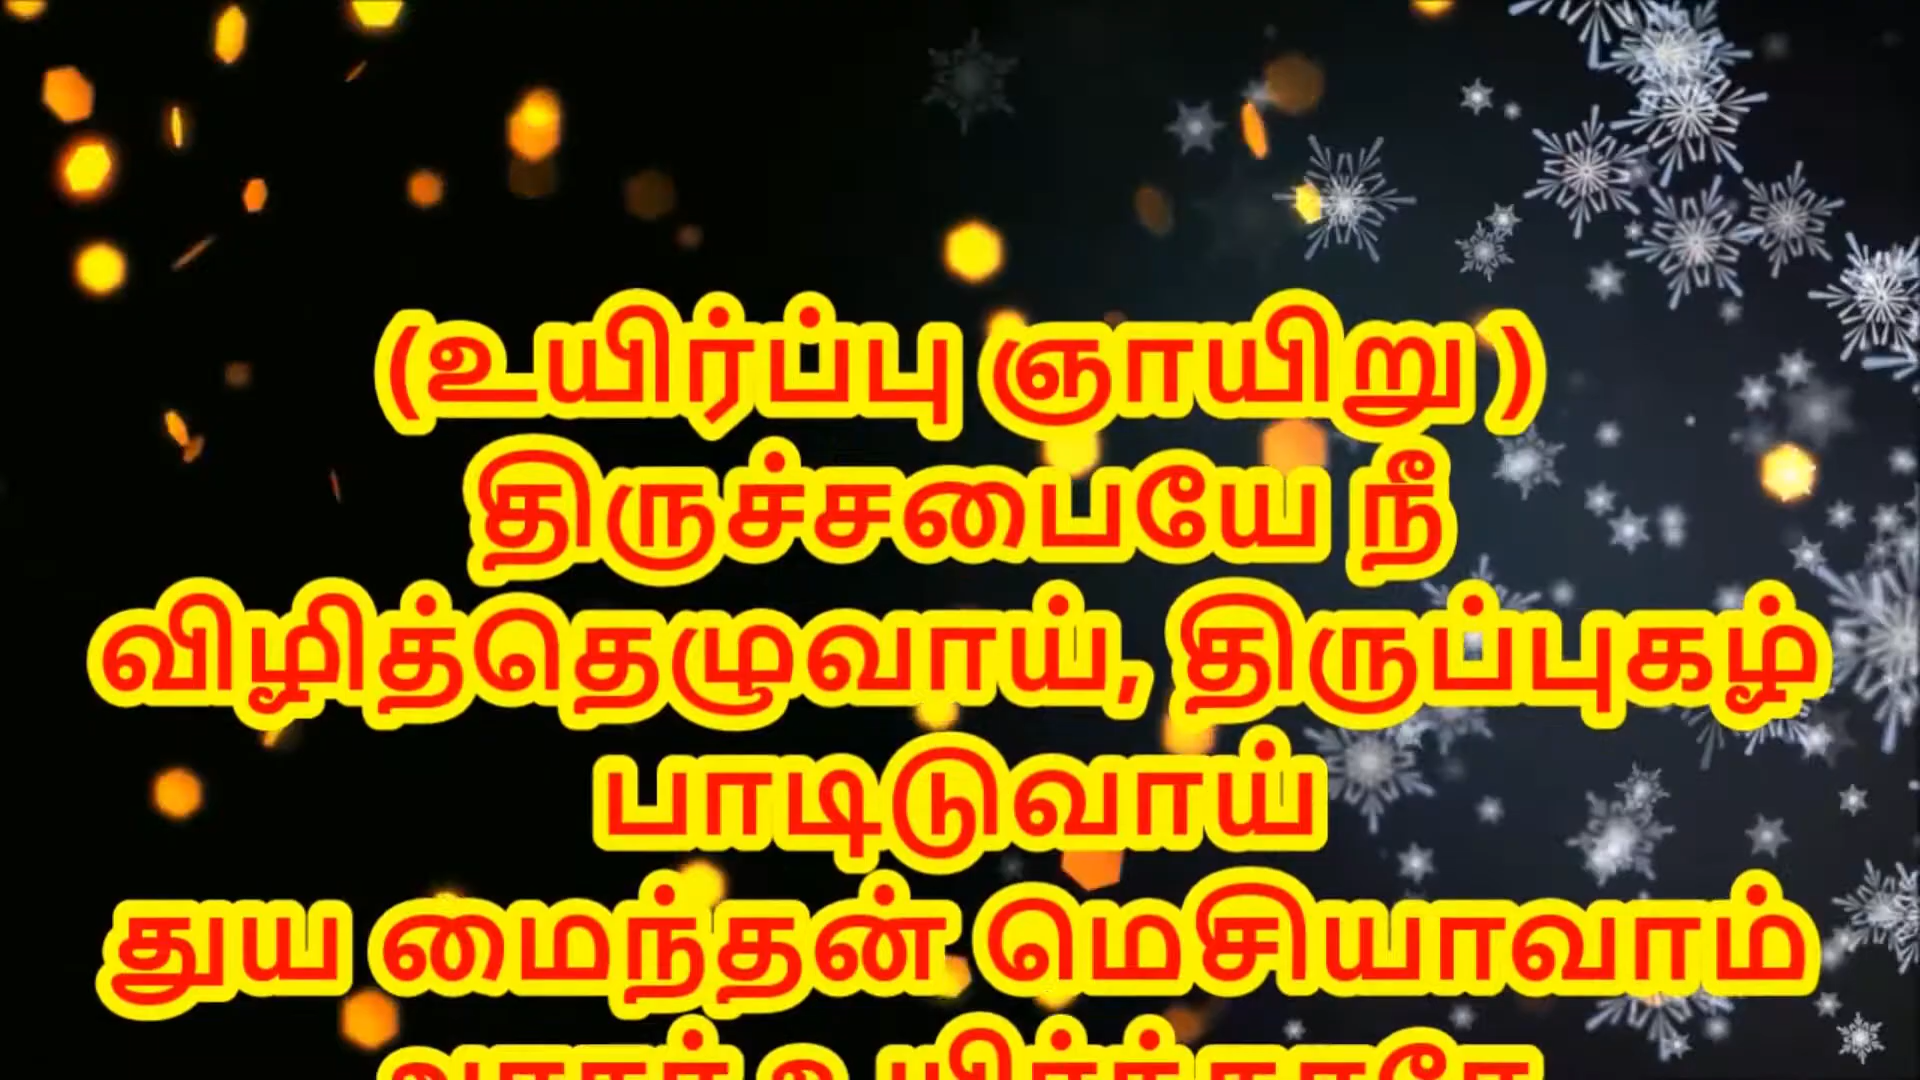 (உயிர்ப்பு ஞாயிறு )
திருச்சபையே நீ
விழித்தெழுவாய், திருப்புகழ்
பாடிடுவாய்
துய மைந்தன் மெசியாவாம்